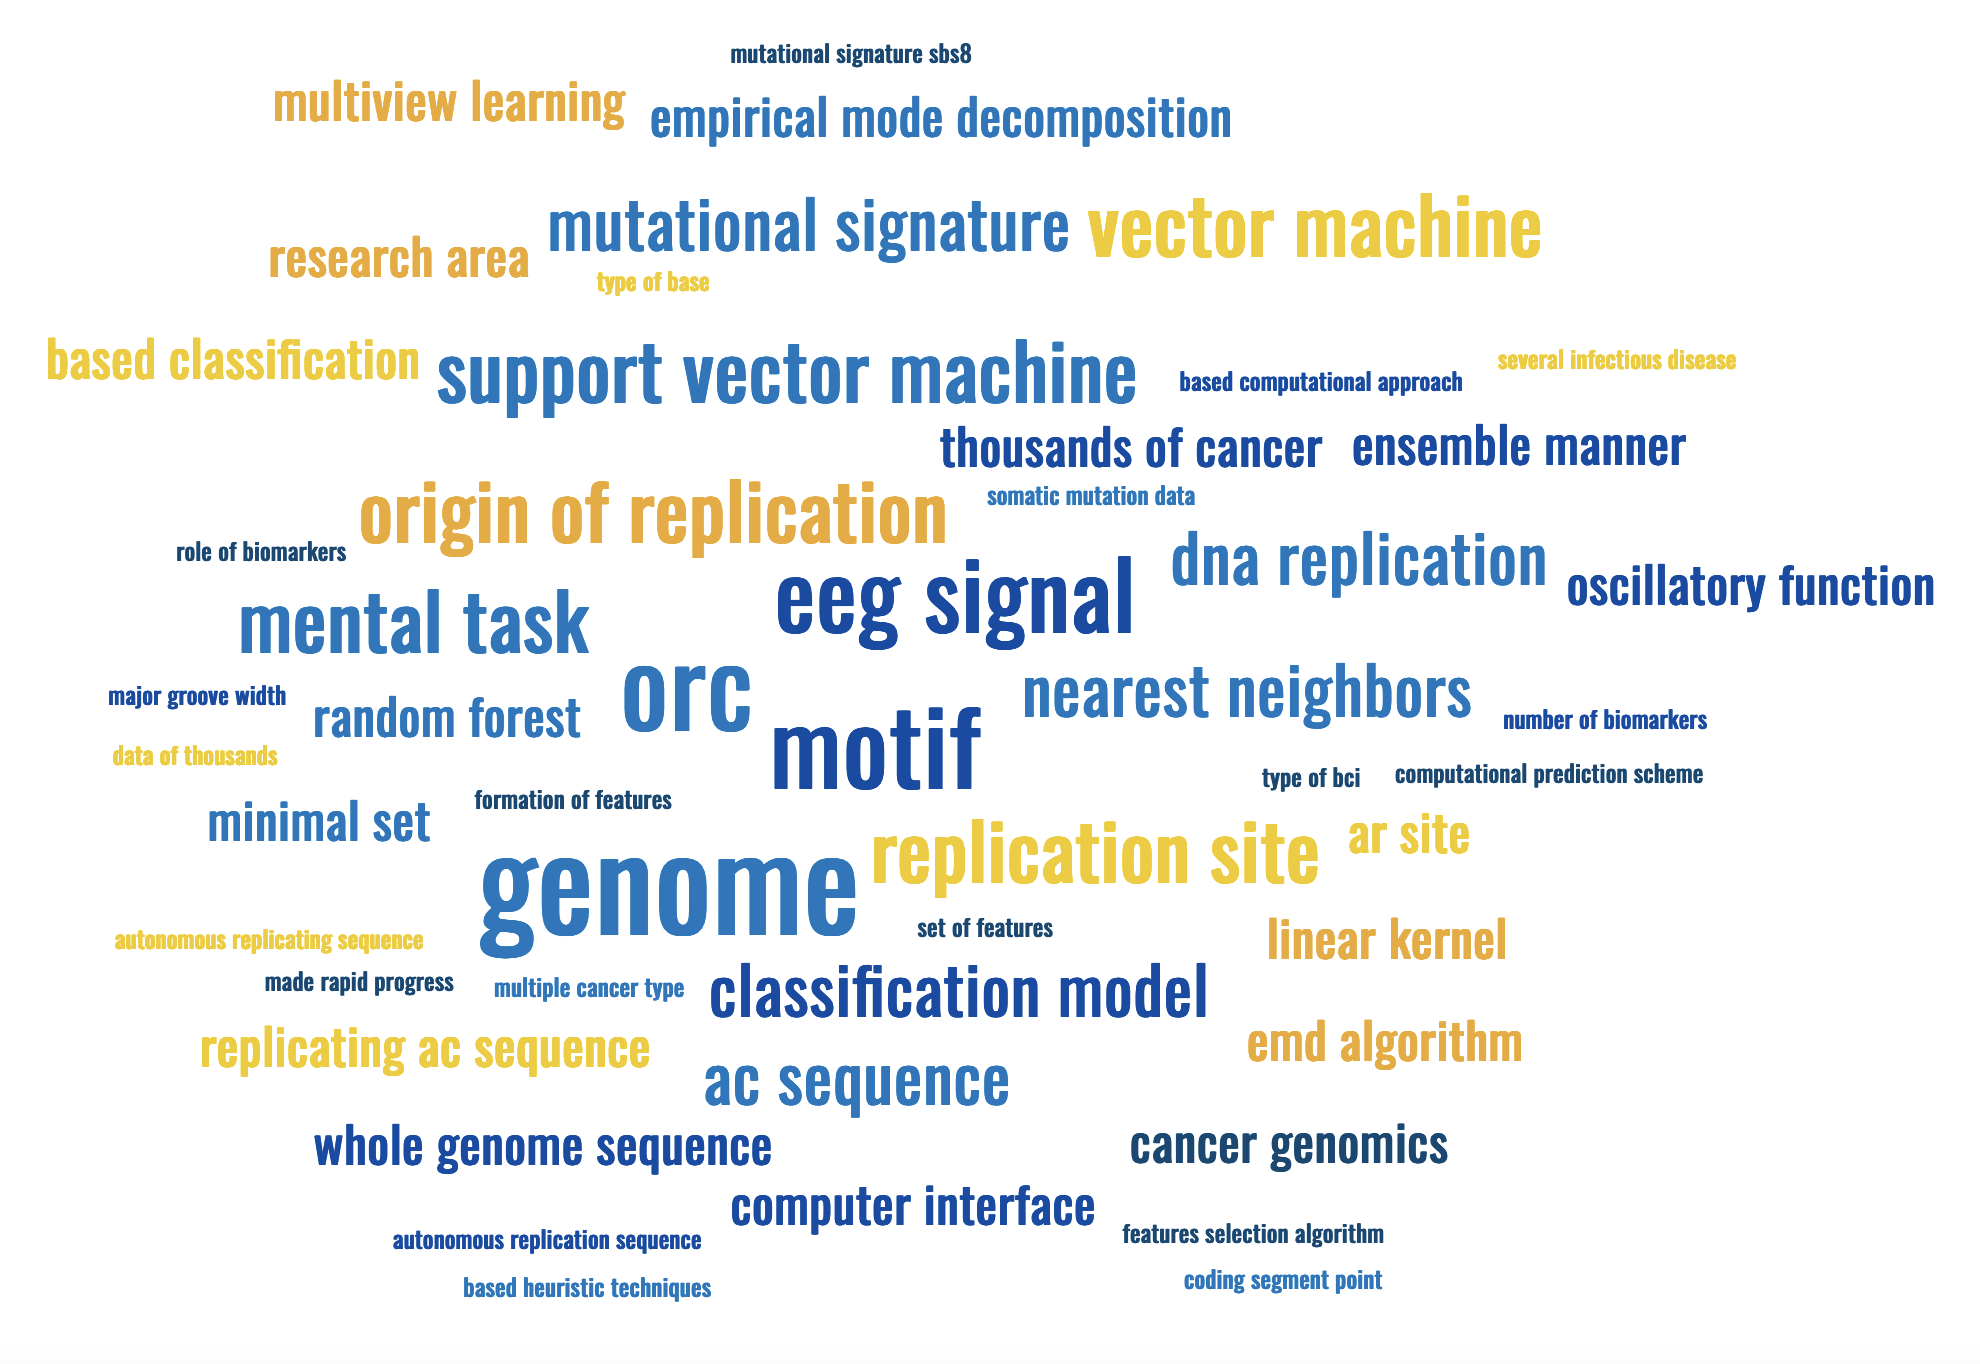 mutational signature sbs8
multiview learning
empirical mode decomposition
mutational signature
vector machine
research area
type of base
based classification
support vector machine
based computational approach
several infectious disease
thousands of cancer
ensemble manner
somatic mutation data
origin of replication
role of biomarkers
dna replication
oscillatory function
eeg signal
mental task
orc
nearest neighbors
major groove width
random forest
number of biomarkers
motif
data of thousands
type of bci
computational prediction scheme
formation of features
minimal set
ar site
replication site
genome
set of features
autonomous replicating sequence
linear kernel
made rapid progress
multiple cancer type
classification model
replicating ac sequence
emd algorithm
ac sequence
whole genome sequence
cancer genomics
computer interface
autonomous replication sequence
features selection algorithm
based heuristic techniques
coding segment point